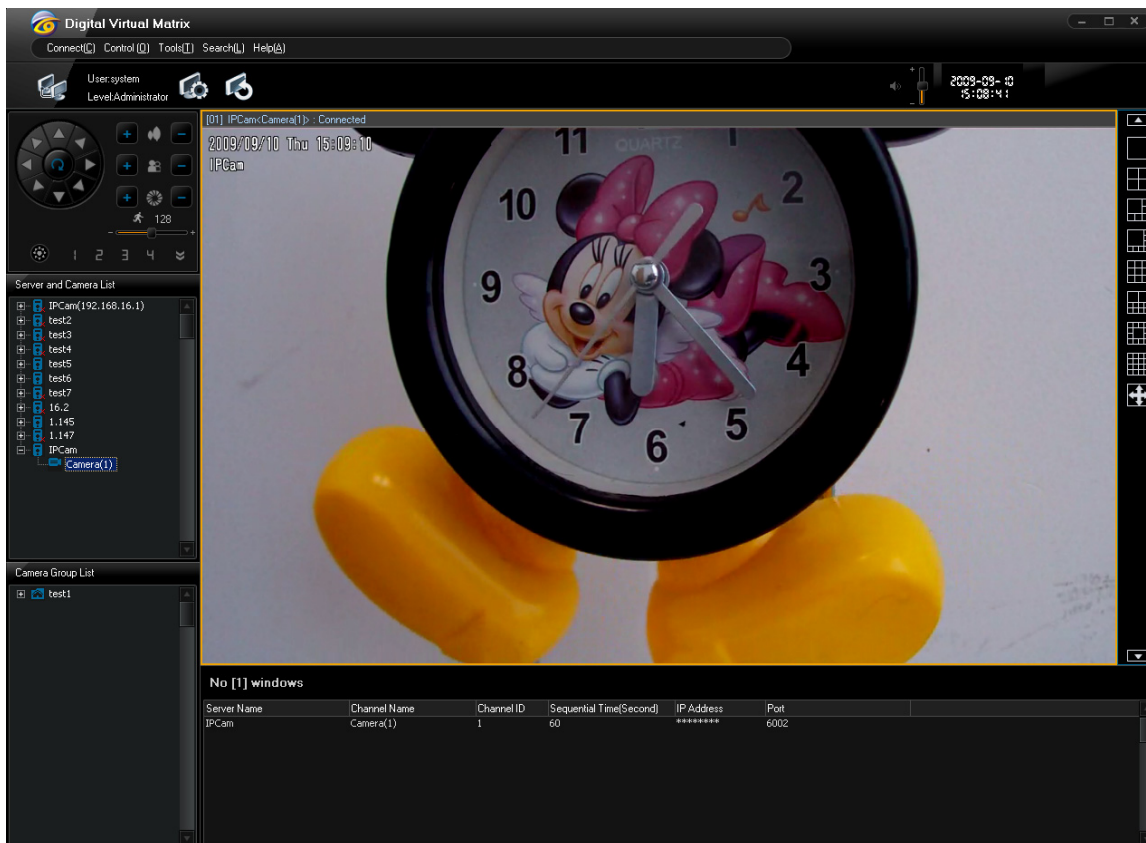 Digital Virtual Matrix
Connect(C) Control (O) Tools(T) Search(L) Help(A)
User:system
Level:Administrator
2009-09-10
15:08:41
128
1 2 3 4
Server and Camera List
IPCam(192.168.16.1)
test2
test3
test4
test5
test6
test7
16.2
1.145
1.147
IPCam
Camera(1)
Camera Group List
test1
[01] IPCam<Camera(1)> : Connected
2009/09/10 Thu 15:09:10
IPCam
11 1
QUARTZ
10 2
9 3
8 4
7 5
6
No [1] windows
Server Name Channel Name Channel ID Sequential Time(Second) IP Address Port
IPCam Camera(1) 1 60 ******** 6002